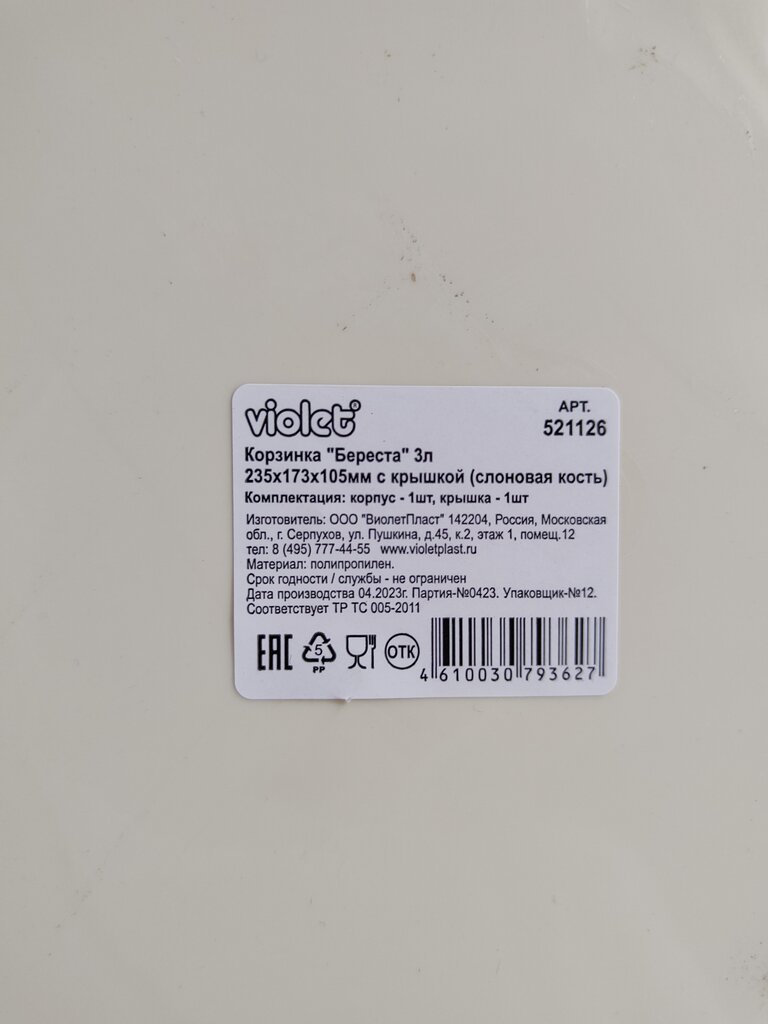 violet®
АРТ.
521126
Корзинка "Береста" 3л
235х173х105мм с крышкой (слоновая кость)
Комплектация: корпус - 1шт, крышка - 1шт
Изготовитель: ООО "ВиолетПласт" 142204, Россия, Московская
обл., г. Серпухов, ул. Пушкина, д.45, к.2, этаж 1, помещ.12
тел: 8 (495) 777-44-55 www.violetplast.ru
Материал: полипропилен.
Срок годности / службы - не ограничен
Дата производства 04.2023г. Партия-№0423. Упаковщик-№12.
Соответствует ТР ТС 005-2011
ЕАС
5
PP
ОТК
4 610030 793627